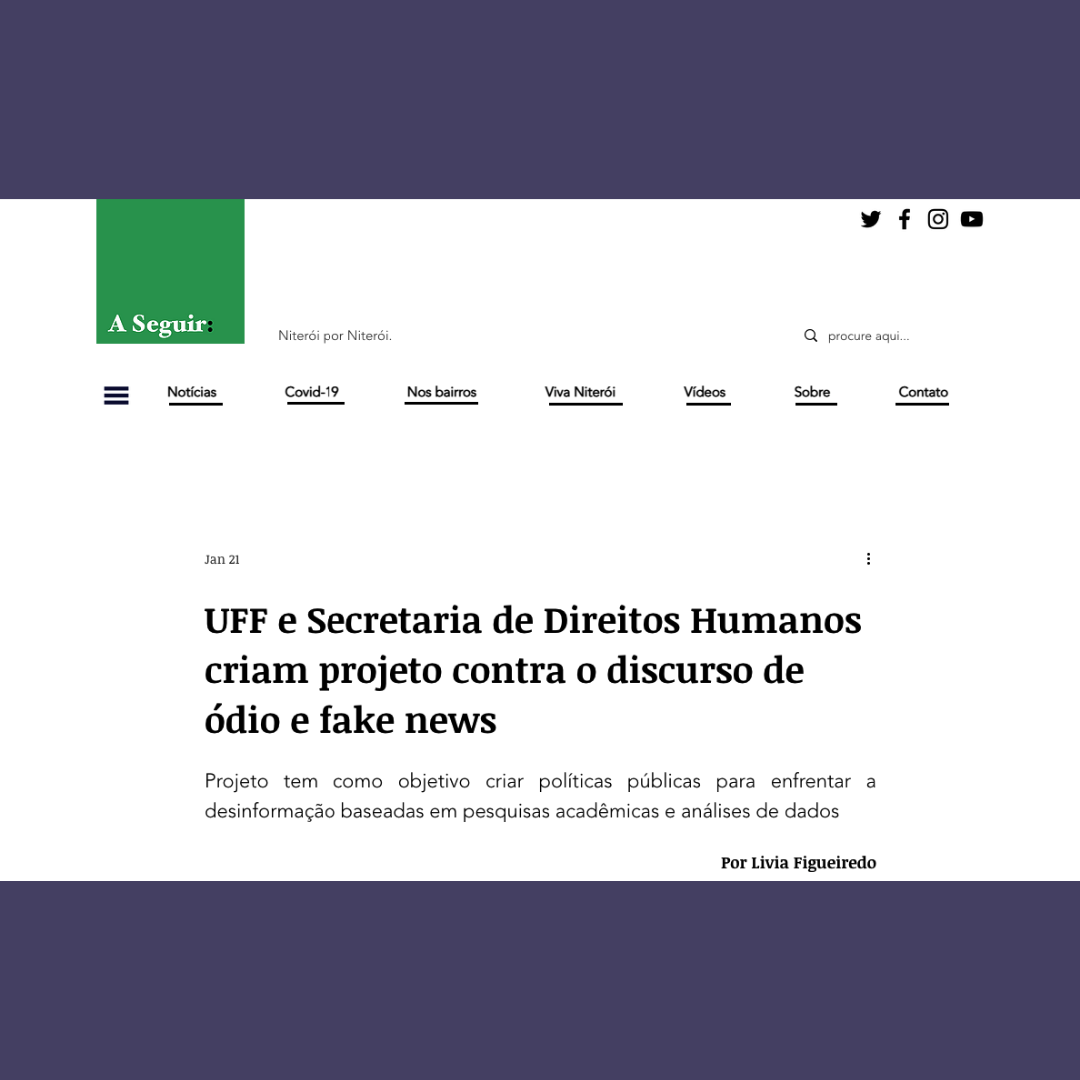 A Seguir:
Niterói por Niterói.
procure aqui...
Notícias
Covid-19
Nos bairros
Viva Niterói
Vídeos
Sobre
Contato
Jan 21
UFF e Secretaria de Direitos Humanos
criam projeto contra o discurso de
ódio e fake news
Projeto tem como objetivo criar políticas públicas para enfrentar a
desinformação baseadas em pesquisas acadêmicas e análises de dados
Por Livia Figueiredo